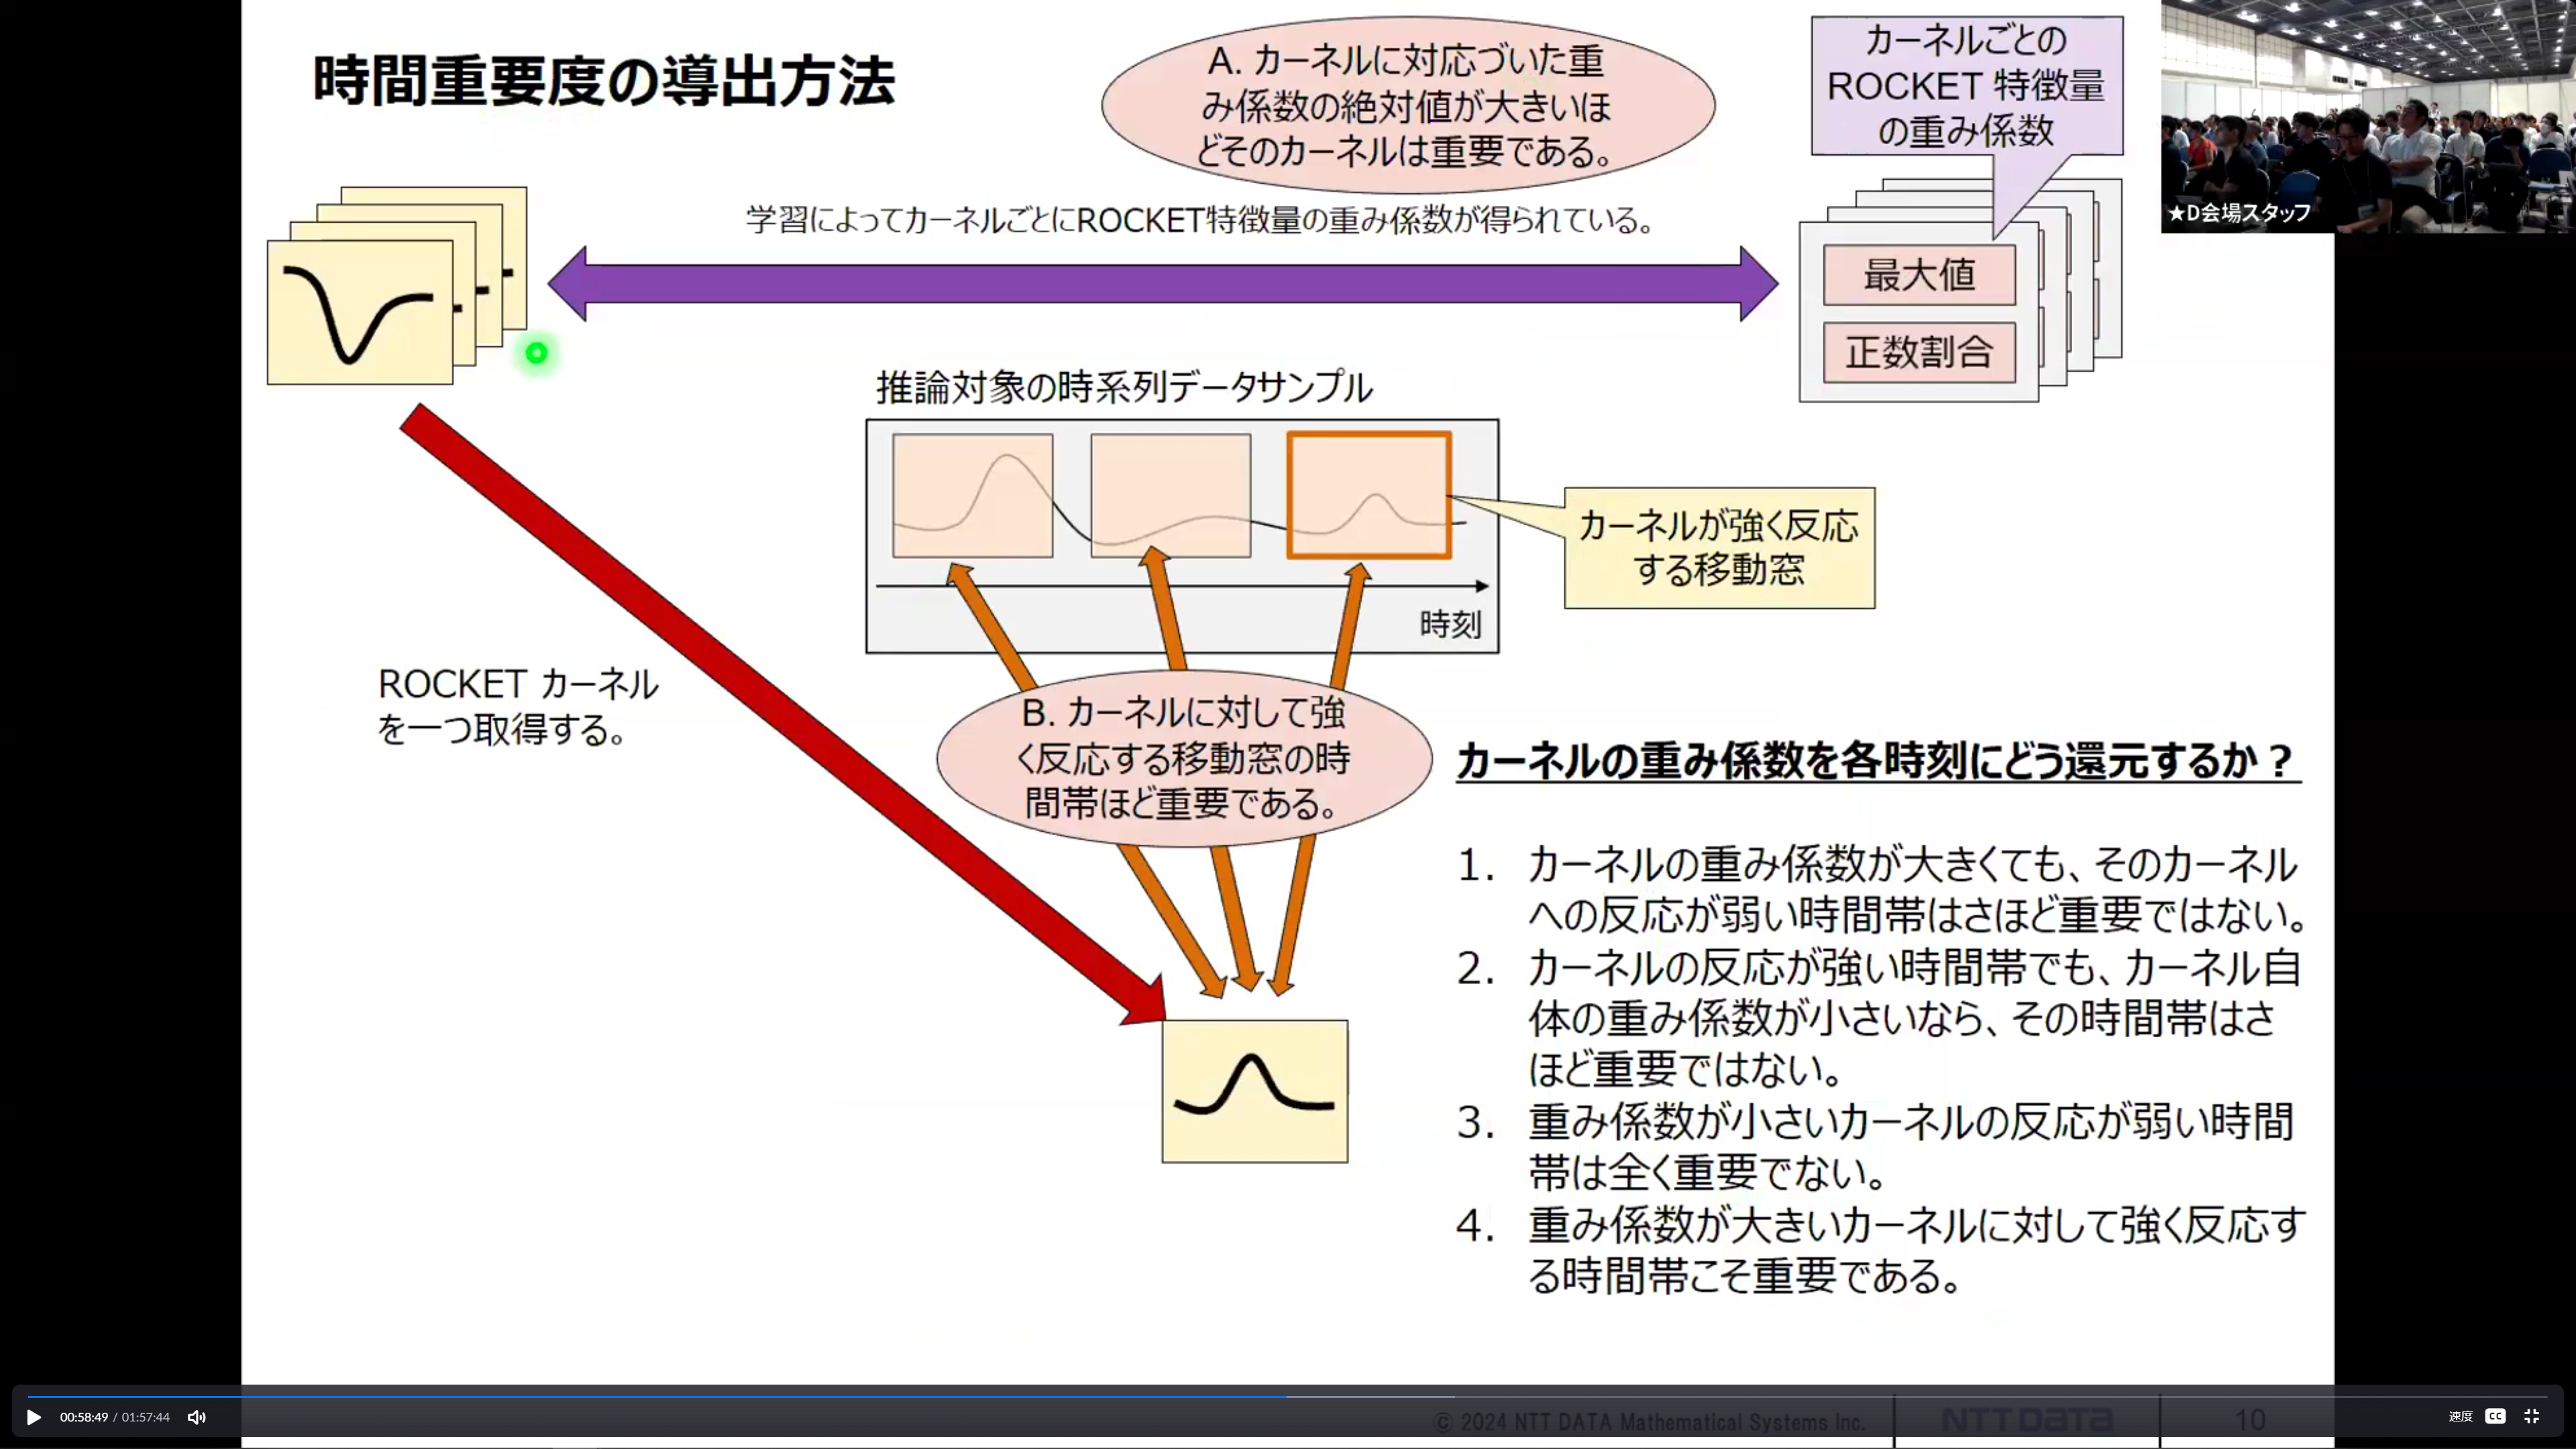 時間重要度の導出方法
A. カーネルに対応づいた重
み係数の絶対値が大きいほ
どそのカーネルは重要である。
カーネルごとの
ROCKET 特徴量
の重み係数
★D会場スタッフ
学習によってカーネルごとにROCKET特徴量の重み係数が得られている。
最大値
正数割合
推論対象の時系列データサンプル
カーネルが強く反応
する移動窓
時刻
ROCKET カーネル
を一つ取得する。
B. カーネルに対して強
く反応する移動窓の時
間帯ほど重要である。
カーネルの重み係数を各時刻にどう還元するか？
1. カーネルの重み係数が大きくても、そのカーネル
への反応が弱い時間帯はさほど重要ではない。
2. カーネルの反応が強い時間帯でも、カーネル自
体の重み係数が小さいなら、その時間帯はさ
ほど重要ではない。
3. 重み係数が小さいカーネルの反応が弱い時間
帯は全く重要でない。
4. 重み係数が大きいカーネルに対して強く反応す
る時間帯こそ重要である。
00:58:49 / 01:57:44
© 2024 NTT DATA Mathematical Systems Inc.
NTT DATA
10
速度
CC